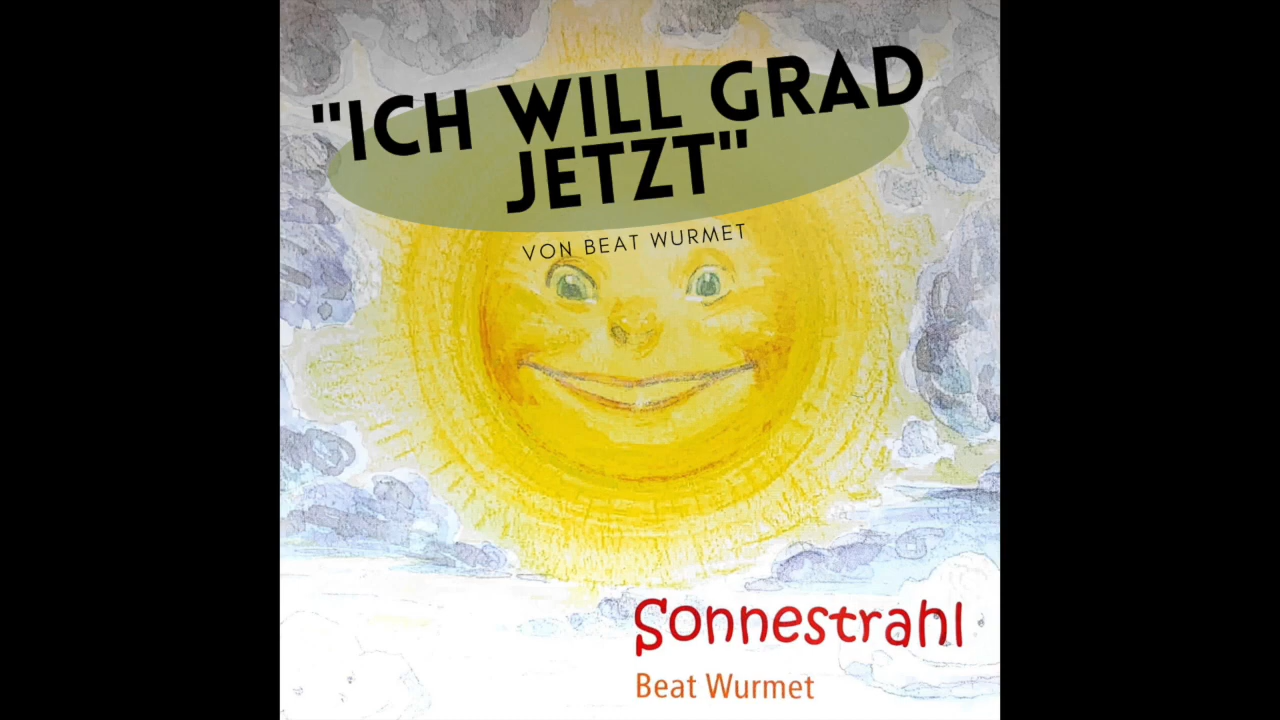 "ICH WILL GRAD
JETZT"
VON BEAT WURMET
Sonnestrahl
Beat Wurmet